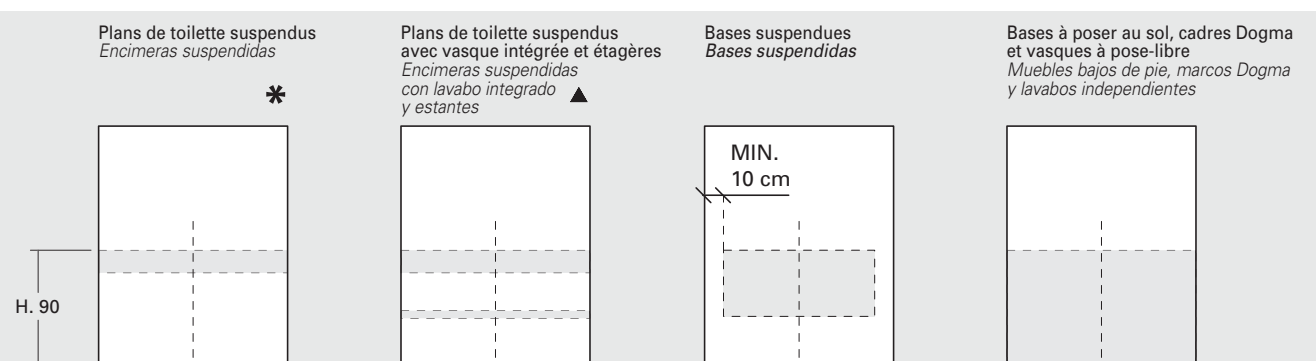 Plans de toilette suspendus
Encimeras suspendidas
*
Plans de toilette suspendus
avec vasque intégrée et étagères
Encimeras suspendidas
con lavabo integrado
y estantes ▲
Bases suspendues
Bases suspendidas
Bases à poser au sol, cadres Dogma
et vasques à pose-libre
Muebles bajos de pie, marcos Dogma
y lavabos independientes
MIN.
10 cm
H. 90